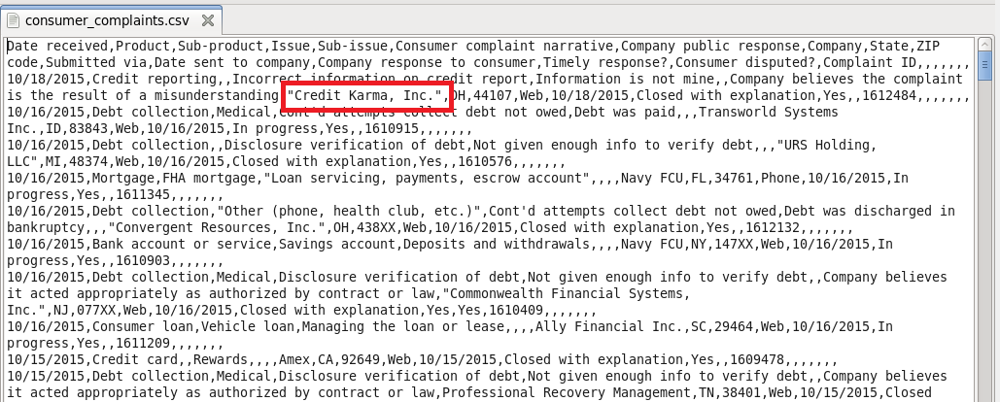 consumer_complaints.csv
Date received,Product,Sub-product,Issue,Sub-issue,Consumer complaint narrative,Company public response,Company,State,ZIP
code,Submitted via,Date sent to company,Company response to consumer,Timely response?,Consumer disputed?,Complaint ID,,,,,,,
10/18/2015,Credit reporting,,Incorrect information on credit report,Information is not mine,,Company believes the complaint
is the result of a misunderstanding,"Credit Karma, Inc.",OH,44107,Web,10/18/2015,Closed with explanation,Yes,,1612484,,,,,,,
10/16/2015,Debt collection,Medical,Cont'd attempts collect debt not owed,Debt was paid,,,Transworld Systems
Inc.,ID,83843,Web,10/16/2015,In progress,Yes,,1610915,,,,,,,
10/16/2015,Debt collection,,Disclosure verification of debt,Not given enough info to verify debt,,,"URS Holding,
LLC",MI,48374,Web,10/16/2015,Closed with explanation,Yes,,1610576,,,,,,,
10/16/2015,Mortgage,FHA mortgage,"Loan servicing, payments, escrow account",,,,Navy FCU,FL,34761,Phone,10/16/2015,In
progress,Yes,,1611345,,,,,,,
10/16/2015,Debt collection,"Other (phone, health club, etc.)",Cont'd attempts collect debt not owed,Debt was discharged in
bankruptcy,,,"Convergent Resources, Inc.",OH,438XX,Web,10/16/2015,Closed with explanation,Yes,,1612132,,,,,,,
10/16/2015,Bank account or service,Savings account,Deposits and withdrawals,,,,Navy FCU,NY,147XX,Web,10/16/2015,In
progress,Yes,,1610903,,,,,,,
10/16/2015,Debt collection,Medical,Disclosure verification of debt,Not given enough info to verify debt,,Company believes
it acted appropriately as authorized by contract or law,"Commonwealth Financial Systems,
Inc.",NJ,077XX,Web,10/16/2015,Closed with explanation,Yes,Yes,1610409,,,,,,,
10/16/2015,Consumer loan,Vehicle loan,Managing the loan or lease,,,,Ally Financial Inc.,SC,29464,Web,10/16/2015,In
progress,Yes,,1611209,,,,,,,
10/15/2015,Credit card,,Rewards,,,,Amex,CA,92649,Web,10/15/2015,Closed with explanation,Yes,,1609478,,,,,,,
10/15/2015,Debt collection,Medical,Disclosure verification of debt,Not given enough info to verify debt,,Company believes
it acted appropriately as authorized by contract or law,Professional Recovery Management,TN,38401,Web,10/15/2015,Closed